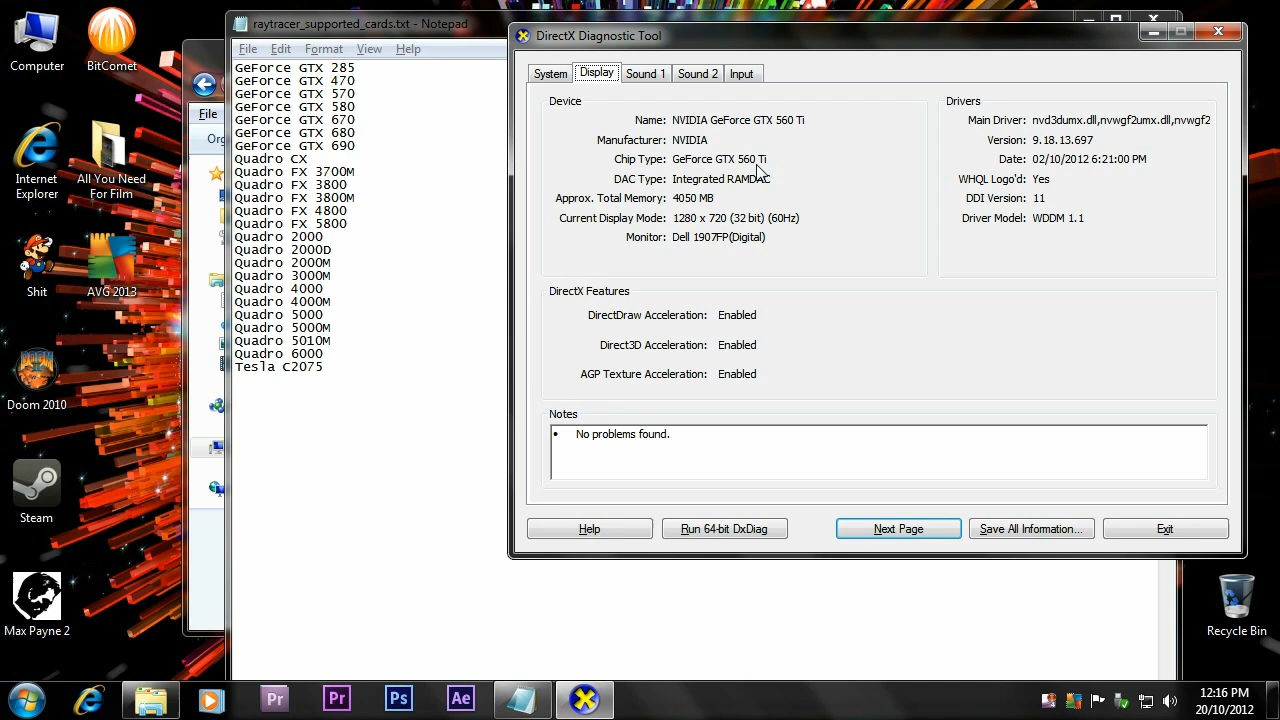 Computer
BitComet
Internet
Explorer
All You Need
For Film
Shit
AVG 2013
Doom 2010
Steam
Max Payne 2
Recycle Bin
File
Org
raytracer_supported_cards.txt - Notepad
File Edit Format View Help
GeForce GTX 285
GeForce GTX 470
GeForce GTX 570
GeForce GTX 580
GeForce GTX 670
GeForce GTX 680
GeForce GTX 690
Quadro CX
Quadro FX 3700M
Quadro FX 3800
Quadro FX 3800M
Quadro FX 4800
Quadro FX 5800
Quadro 2000
Quadro 2000D
Quadro 2000M
Quadro 3000M
Quadro 4000
Quadro 4000M
Quadro 5000
Quadro 5000M
Quadro 5010M
Quadro 6000
Tesla C2075
DirectX Diagnostic Tool
System Display Sound 1 Sound 2 Input
Device
Name: NVIDIA GeForce GTX 560 Ti
Manufacturer: NVIDIA
Chip Type: GeForce GTX 560 Ti
DAC Type: Integrated RAMDAC
Approx. Total Memory: 4050 MB
Current Display Mode: 1280 x 720 (32 bit) (60Hz)
Monitor: Dell 1907FP(Digital)
Drivers
Main Driver: nvd3dumx.dll,nvwgf2umx.dll,nvwgf2
Version: 9.18.13.697
Date: 02/10/2012 6:21:00 PM
WHQL Logo'd: Yes
DDI Version: 11
Driver Model: WDDM 1.1
DirectX Features
DirectDraw Acceleration: Enabled
Direct3D Acceleration: Enabled
AGP Texture Acceleration: Enabled
Notes
• No problems found.
Help Run 64-bit DxDiag Next Page Save All Information... Exit
Pr Pr Ps Ae
12:16 PM
20/10/2012